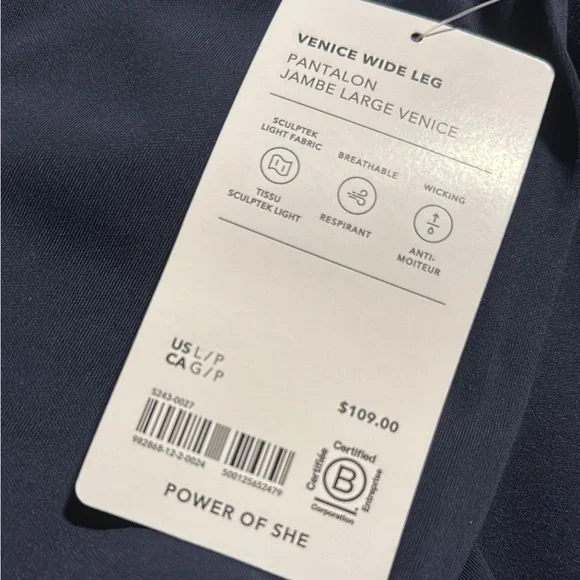 VENICE WIDE LEG
PANTALON
JAMBE LARGE VENICE
SCULPTEK
LIGHT FABRIC
TISSU
SCULPTEK LIGHT
BREATHABLE
RESPIRANT
WICKING
ANTI-
MOITEUR
US L/P
CA G/P
S243-0027
982868-12-2-0024
500125652479
$109.00
Certifiée
Certified
B
Entreprise
Corporation
POWER OF SHE